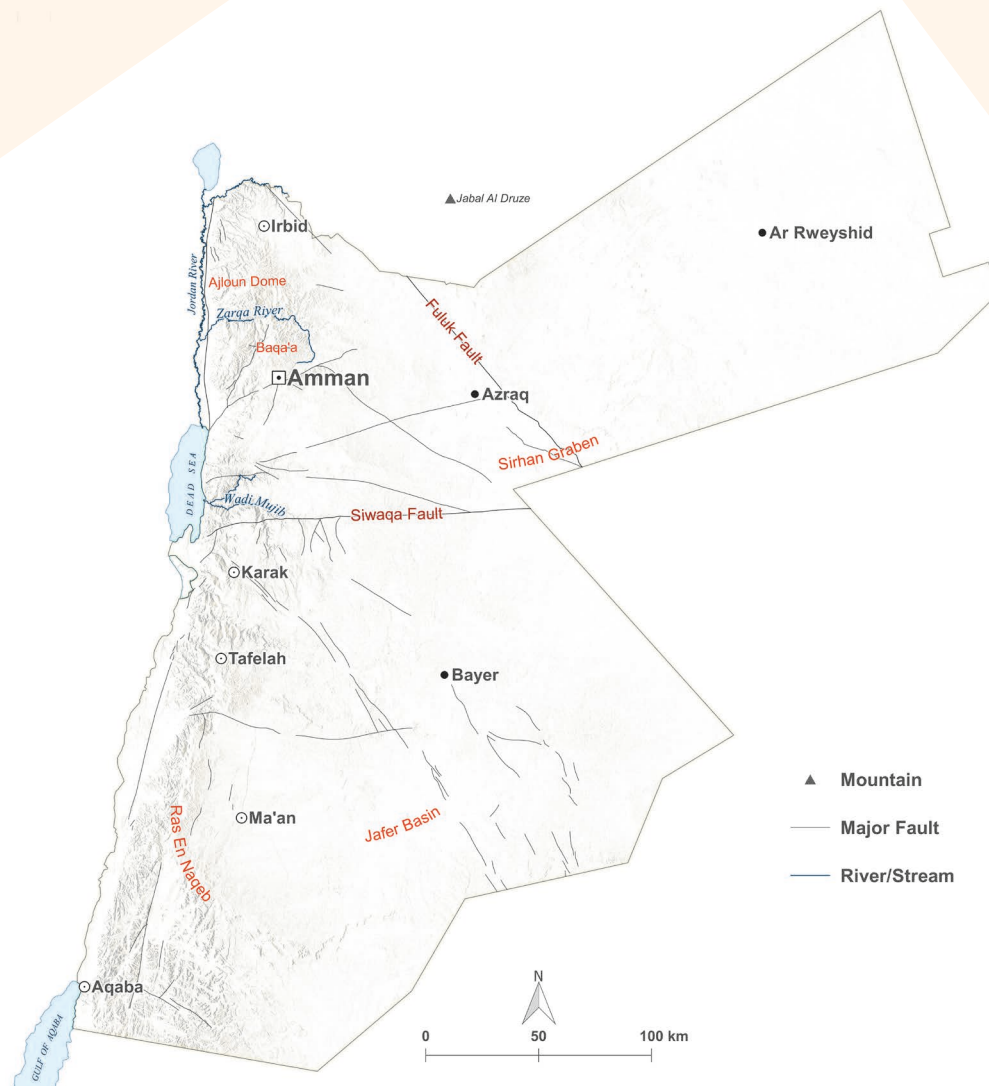 Jabal Al Druze
Irbid
Ar Rweyshid
Jordan River
Ajloun Dome
Zarqa River
Fuluk Fault
Baqa'a
Amman
Azraq
Sirhan Graben
DEAD SEA
Wadi Mujib
Siwaqa Fault
Karak
Tafelah
Bayer
Mountain
Ras En Naqeb
Ma'an
Jafer Basin
Major Fault
River/Stream
Aqaba
N
GULF OF AQABA
0 50 100 km